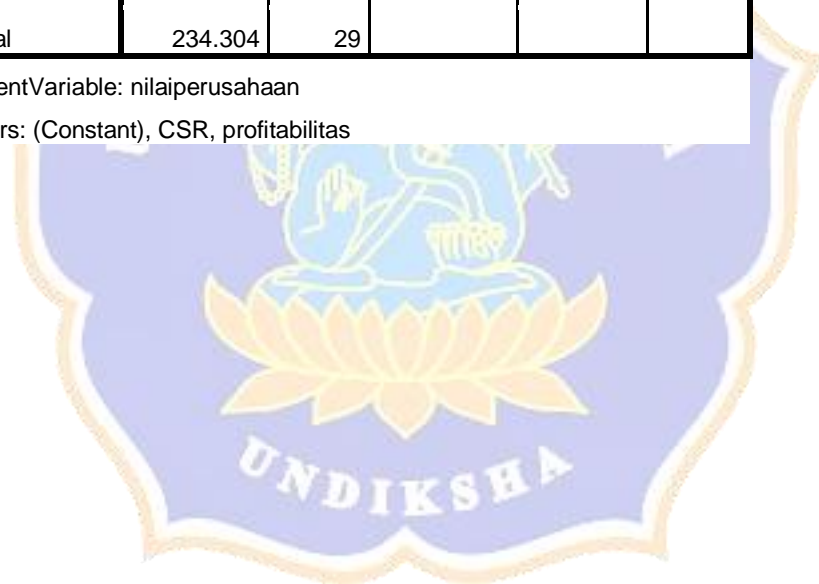 al 234.304 29
entVariable: nilaiperusahaan
rs: (Constant), CSR, profitabilitas
UNDIKSHA